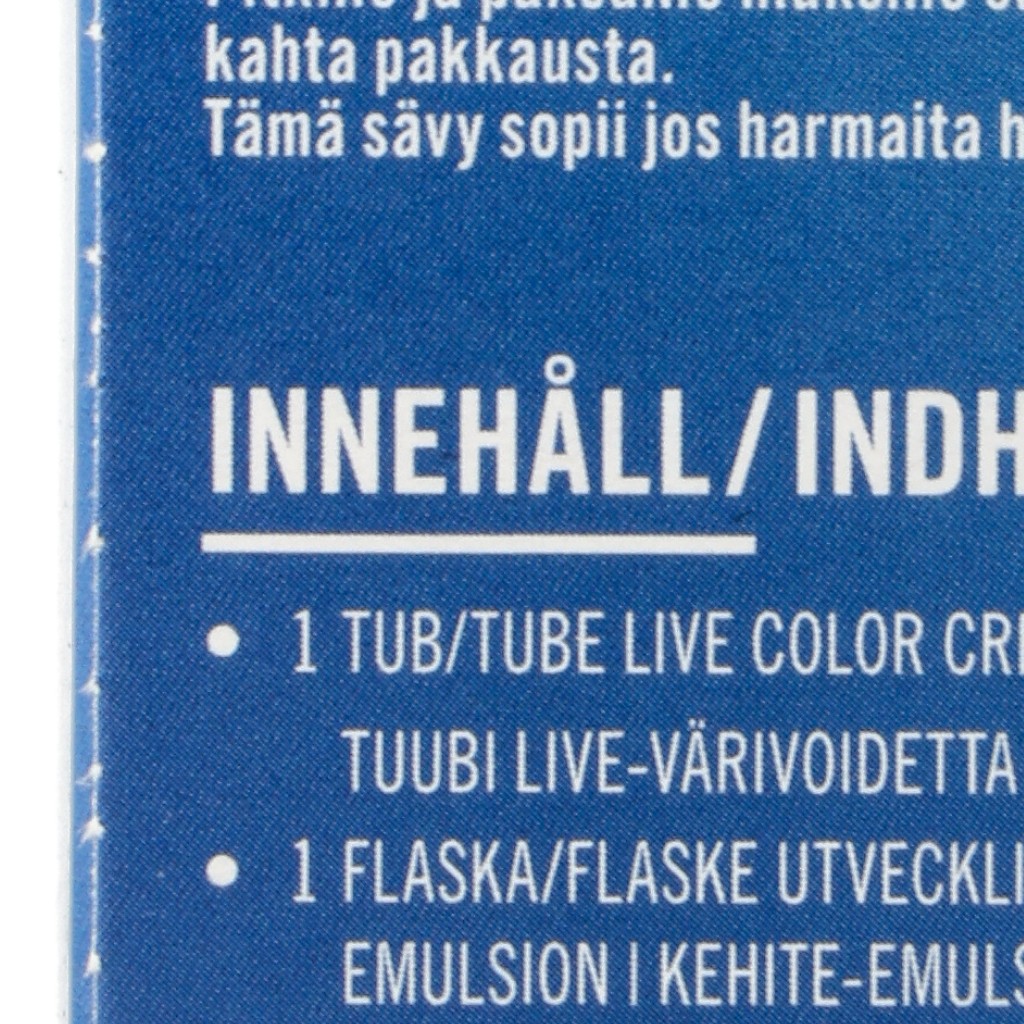 kahta pakkausta.
Tämä sävy sopii jos harmaita
INNEHÅLL/
• 1 TUB/TUBE LIVE COLOR
TUUBI LIVE-VÄRIVOIDETTA
• 1 FLASKA/FLASKE
EMULSION | KEHITE-